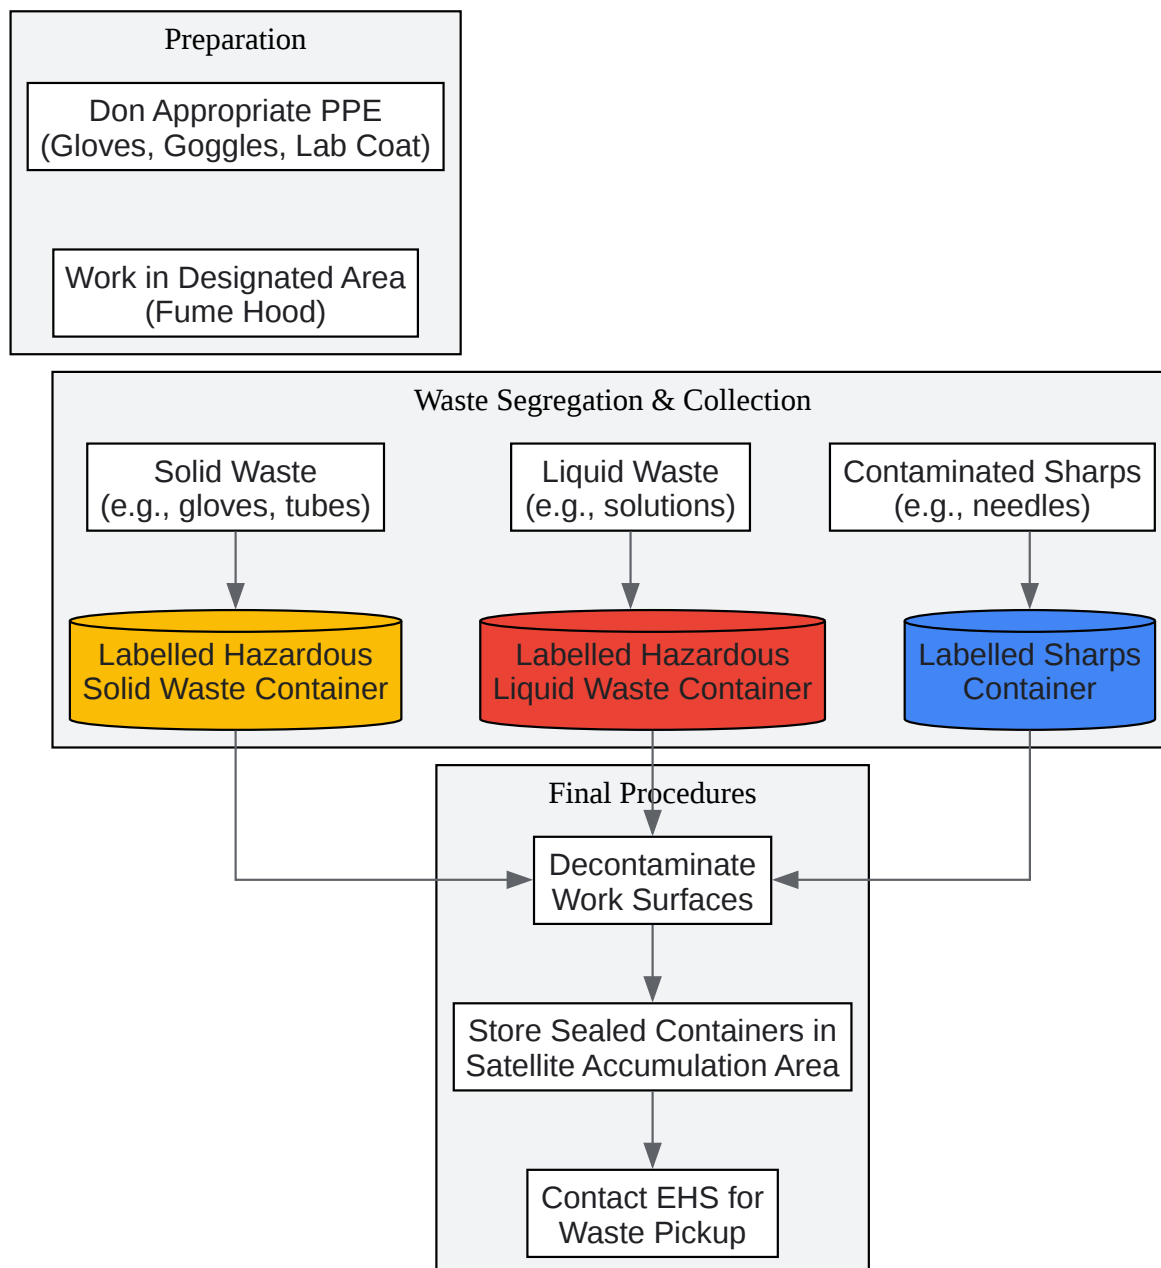 Preparation
Don Appropriate PPE
(Gloves, Goggles, Lab Coat)
Work in Designated Area
(Fume Hood)
Waste Segregation & Collection
Solid Waste
(e.g., gloves, tubes)
Liquid Waste
(e.g., solutions)
Contaminated Sharps
(e.g., needles)
Labelled Hazardous
Solid Waste Container
Labelled Hazardous
Liquid Waste Container
Labelled Sharps
Container
Final Procedures
Decontaminate
Work Surfaces
Store Sealed Containers in
Satellite Accumulation Area
Contact EHS for
Waste Pickup